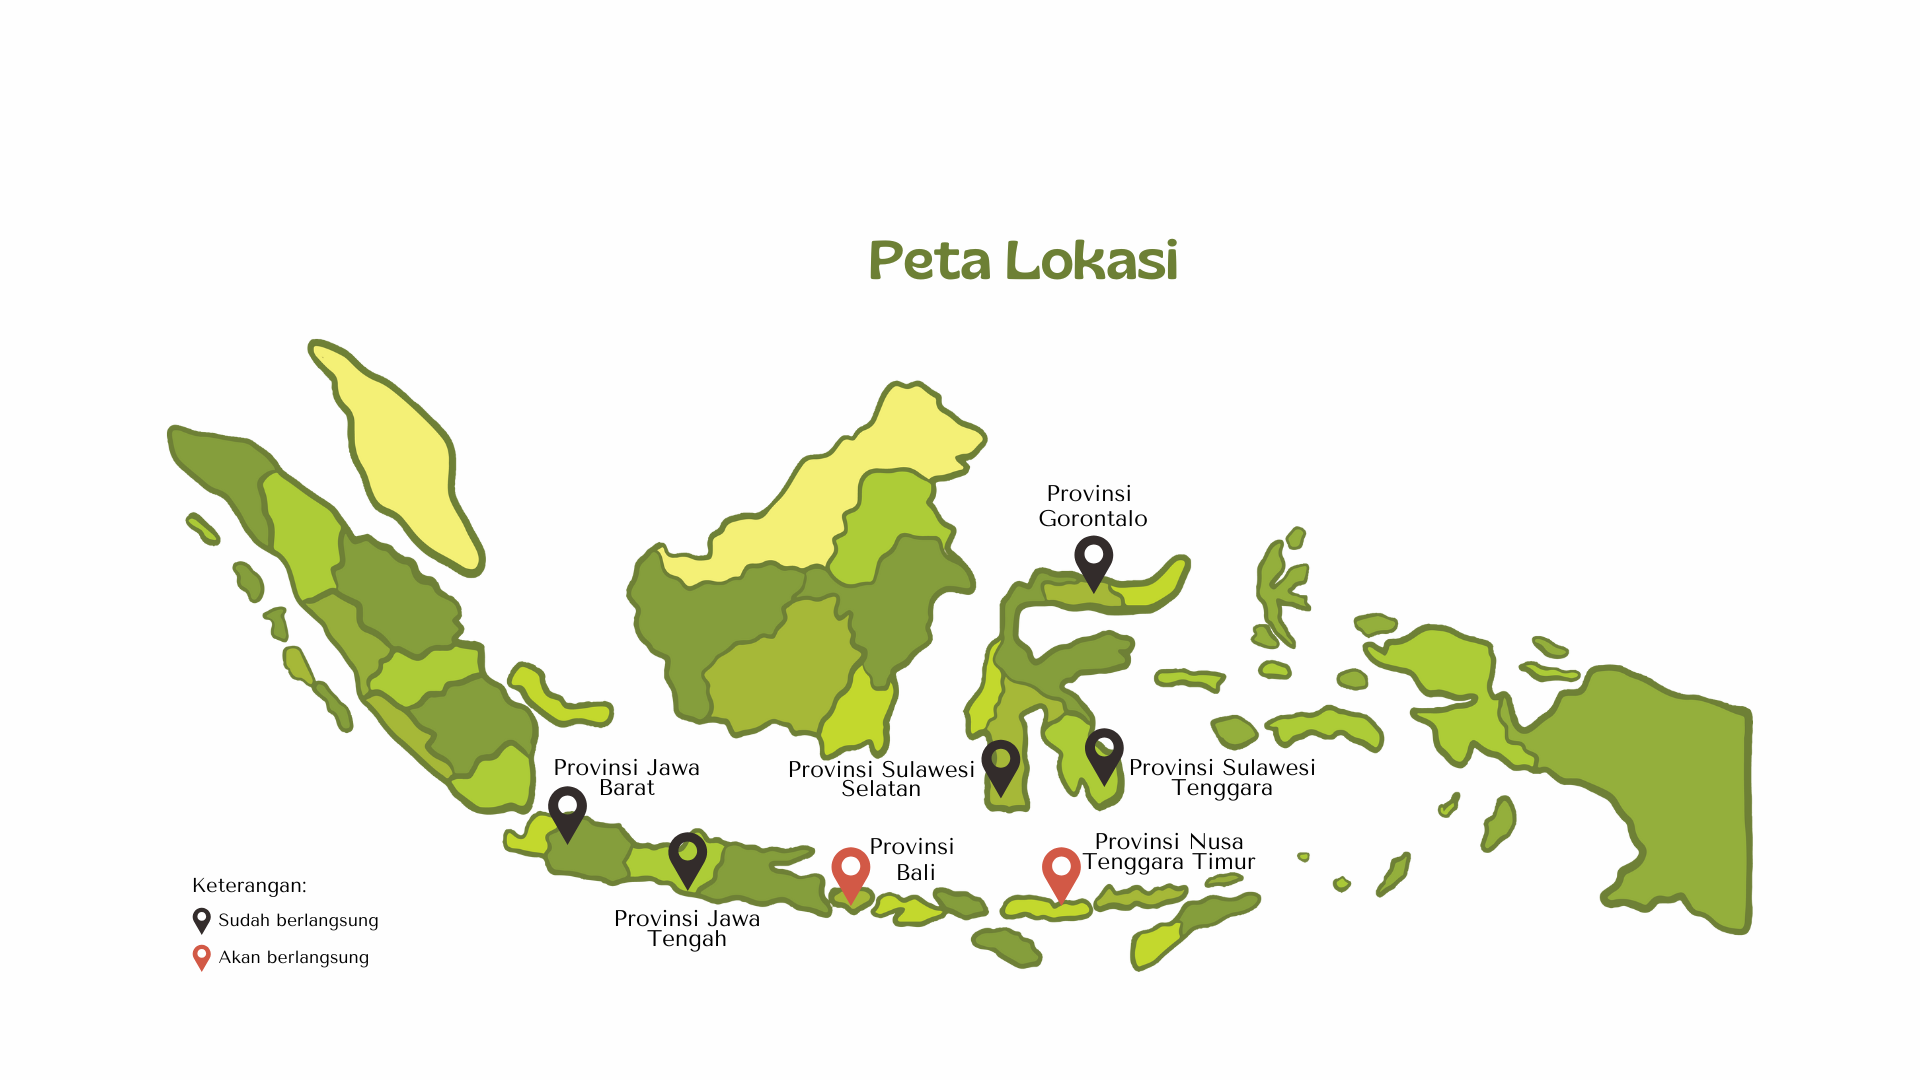 Peta Lokasi
Provinsi
Gorontalo
Provinsi Jawa
Barat
Provinsi Sulawesi
Selatan
Provinsi Sulawesi
Tenggara
Provinsi
Bali
Provinsi Nusa
Tenggara Timur
Provinsi Jawa
Tengah
Keterangan:
Sudah berlangsung
Akan berlangsung